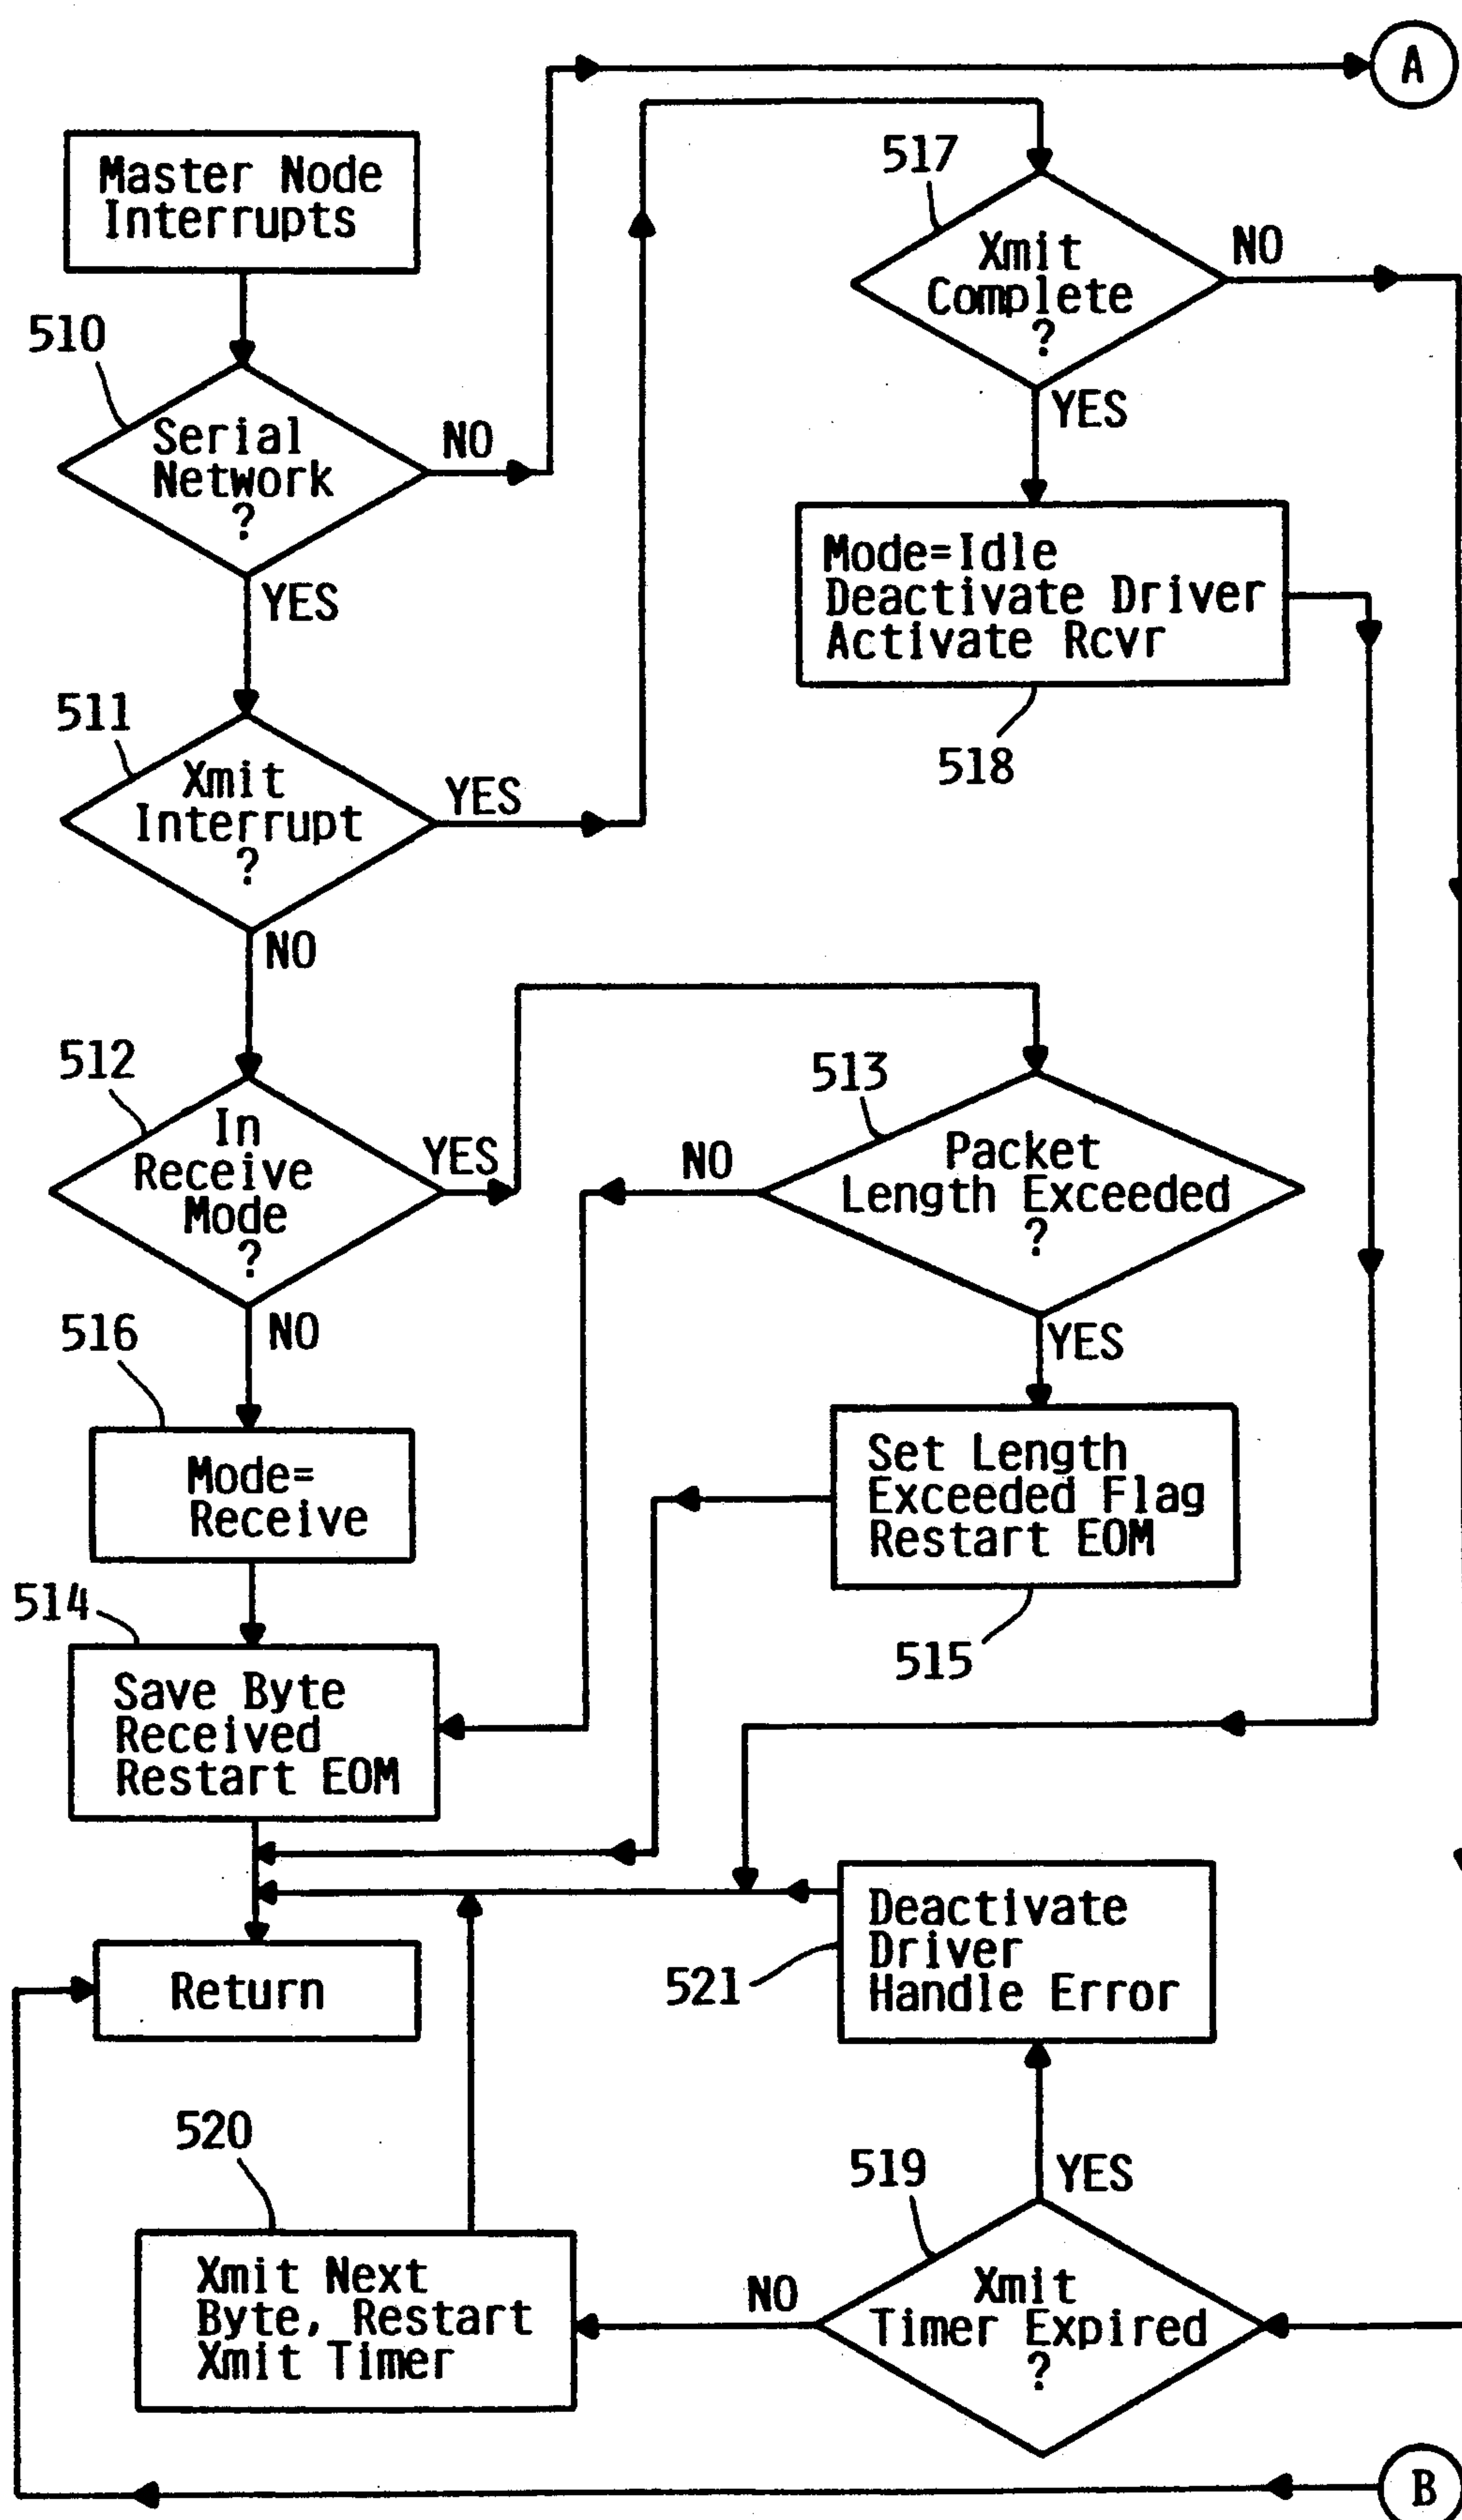 A
Master Node
Interrupts
510
Serial
Network
?
NO
YES
511
Xmit
Interrupt
?
YES
NO
517
Xmit
Complete
?
NO
YES
Mode=Idle
Deactivate Driver
Activate Rcvr
518
512
In
Receive
Mode
?
YES
NO
513
Packet
Length Exceeded
?
NO
YES
516
Mode=
Receive
Set Length
Exceeded Flag
Restart EOM
515
514
Save Byte
Received
Restart EOM
Return
Deactivate
Driver
Handle Error
521
520
Xmit Next
Byte, Restart
Xmit Timer
519
YES
Xmit
Timer Expired
?
NO
B